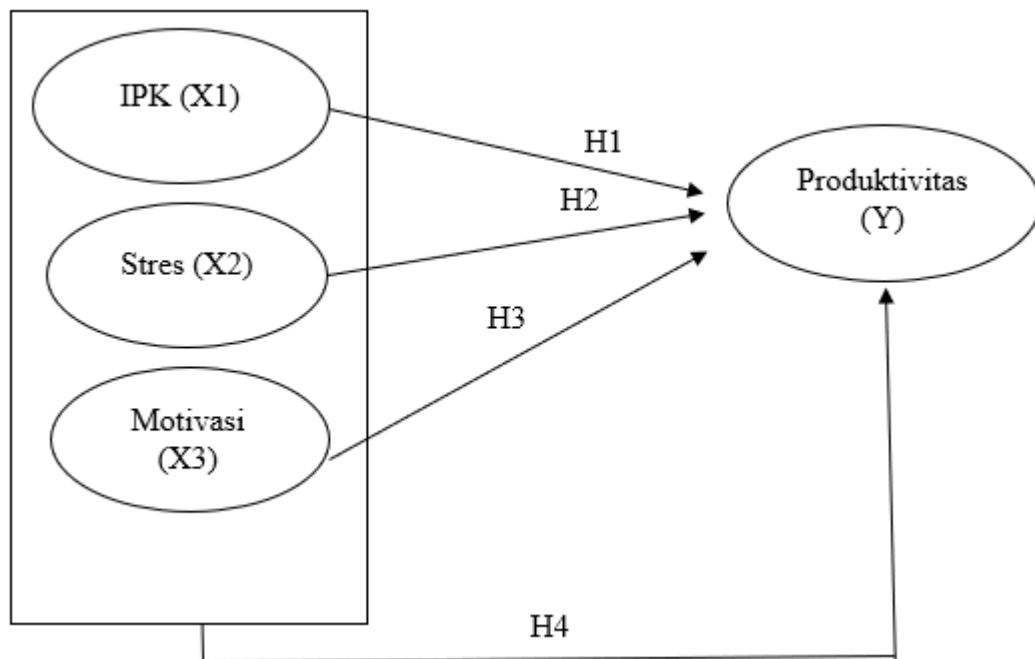 IPK (X1)
H1
Produktivitas
(Y)
H2
Stres (X2)
H3
Motivasi
(X3)
H4